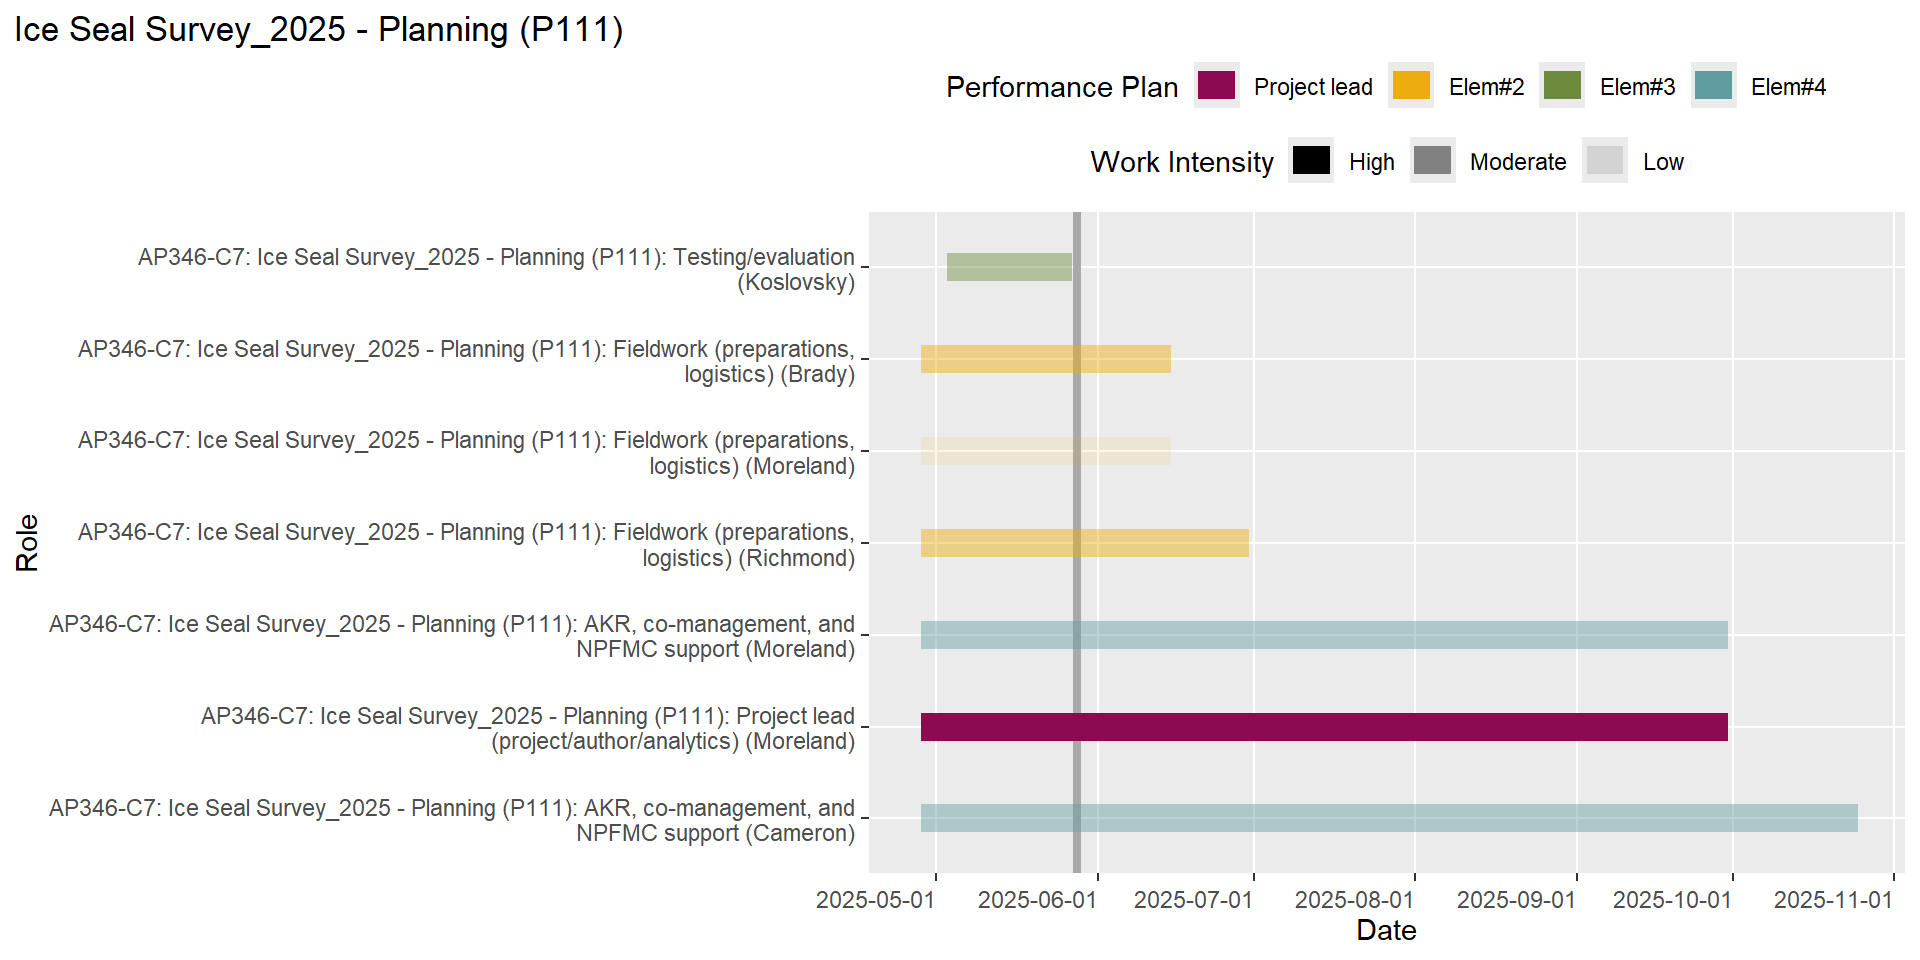 Ice Seal Survey_2025 - Planning (P111)
Performance Plan Project lead Elem#2 Elem#3 Elem#4
Work Intensity High Moderate Low
AP346-C7: Ice Seal Survey_2025 - Planning (P111): Testing/evaluation
(Koslovsky)
AP346-C7: Ice Seal Survey_2025 - Planning (P111): Fieldwork (preparations,
logistics) (Brady)
AP346-C7: Ice Seal Survey_2025 - Planning (P111): Fieldwork (preparations,
logistics) (Moreland)
AP346-C7: Ice Seal Survey_2025 - Planning (P111): Fieldwork (preparations,
logistics) (Richmond)
AP346-C7: Ice Seal Survey_2025 - Planning (P111): AKR, co-management, and
NPFMC support (Moreland)
AP346-C7: Ice Seal Survey_2025 - Planning (P111): Project lead
(project/author/analytics) (Moreland)
AP346-C7: Ice Seal Survey_2025 - Planning (P111): AKR, co-management, and
NPFMC support (Cameron)
Role
2025-05-01 2025-06-01 2025-07-01 2025-08-01 2025-09-01 2025-10-01 2025-11-01
Date